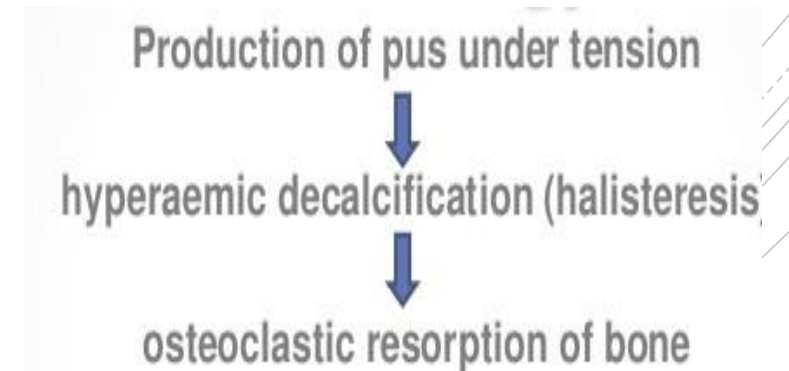 Production of pus under tension
hyperaemic decalcification (halisteresis)
osteoclastic resorption of bone